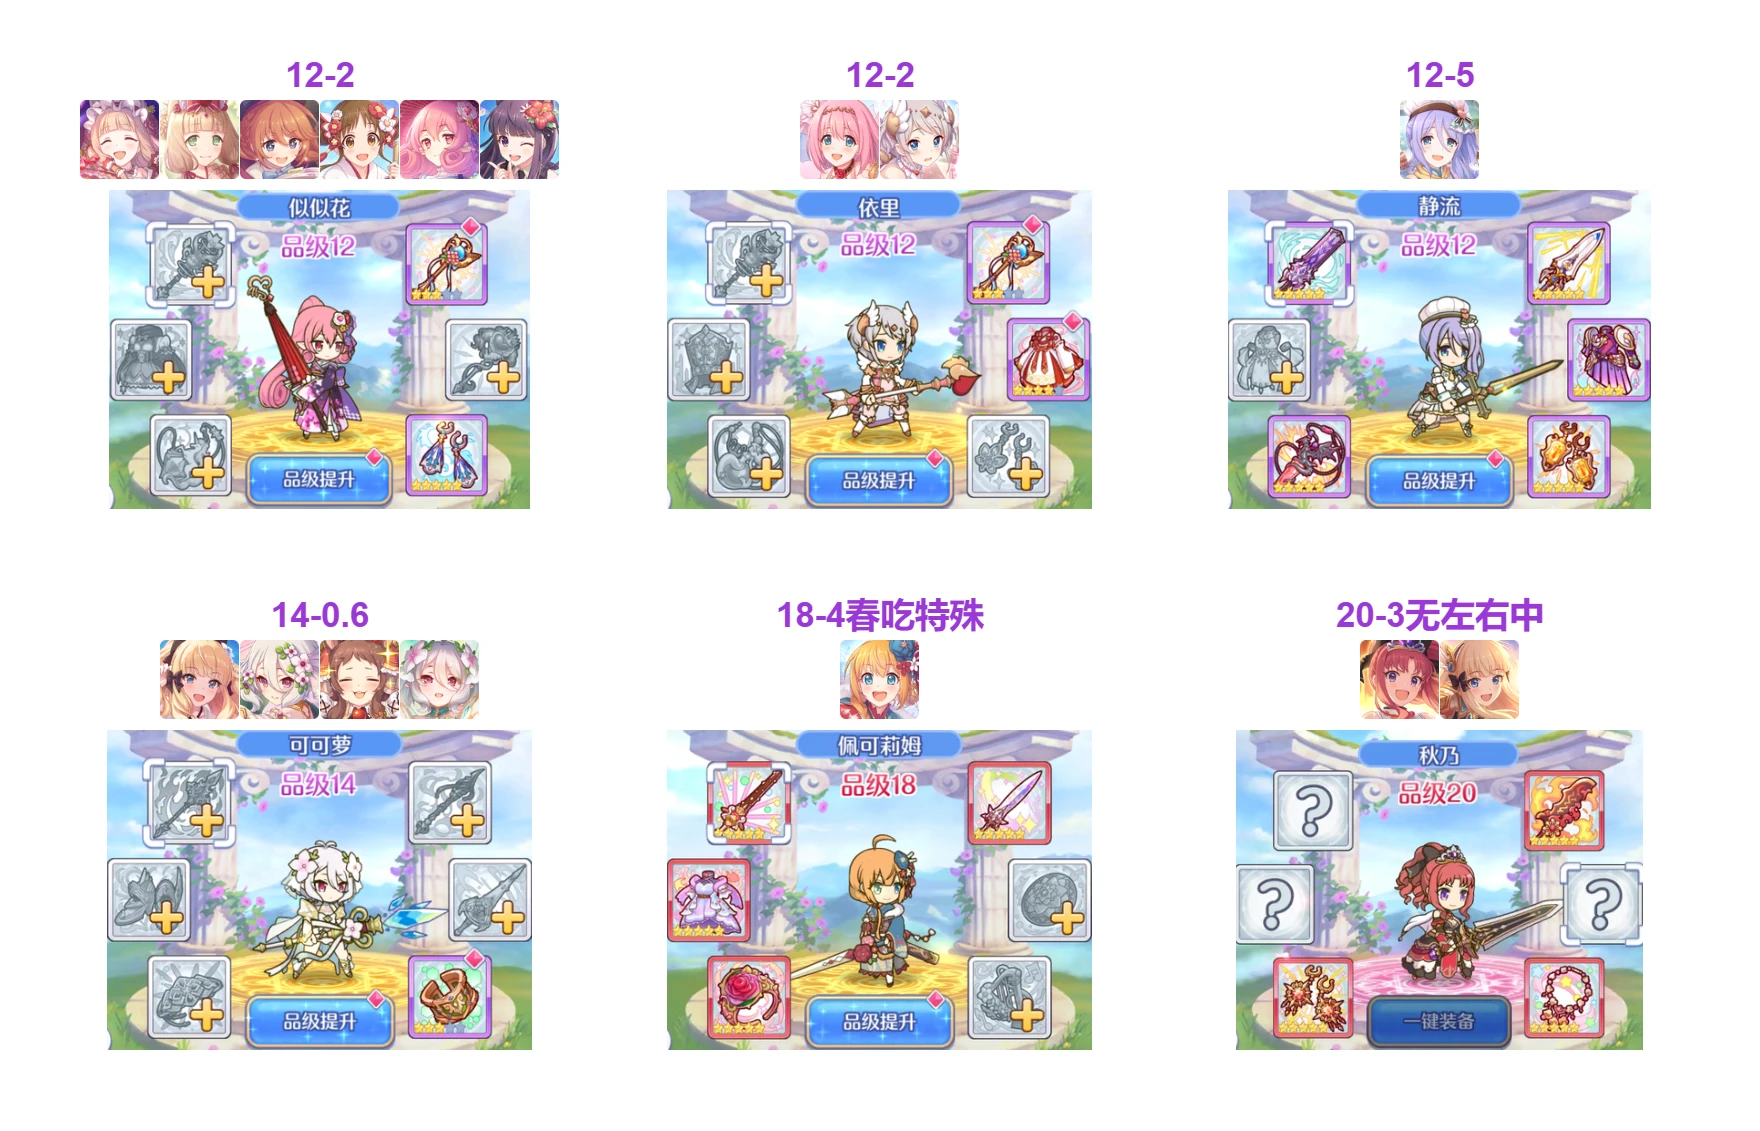 12-2
12-2
12-5
似似花
品级12
品级提升
依里
品级12
品级提升
静流
品级12
品级提升
14-0.6
18-4春吃特殊
20-3无左右中
可可萝
品级14
品级提升
佩可莉姆
品级18
品级提升
秋乃
品级20
?
?
?
一键装备